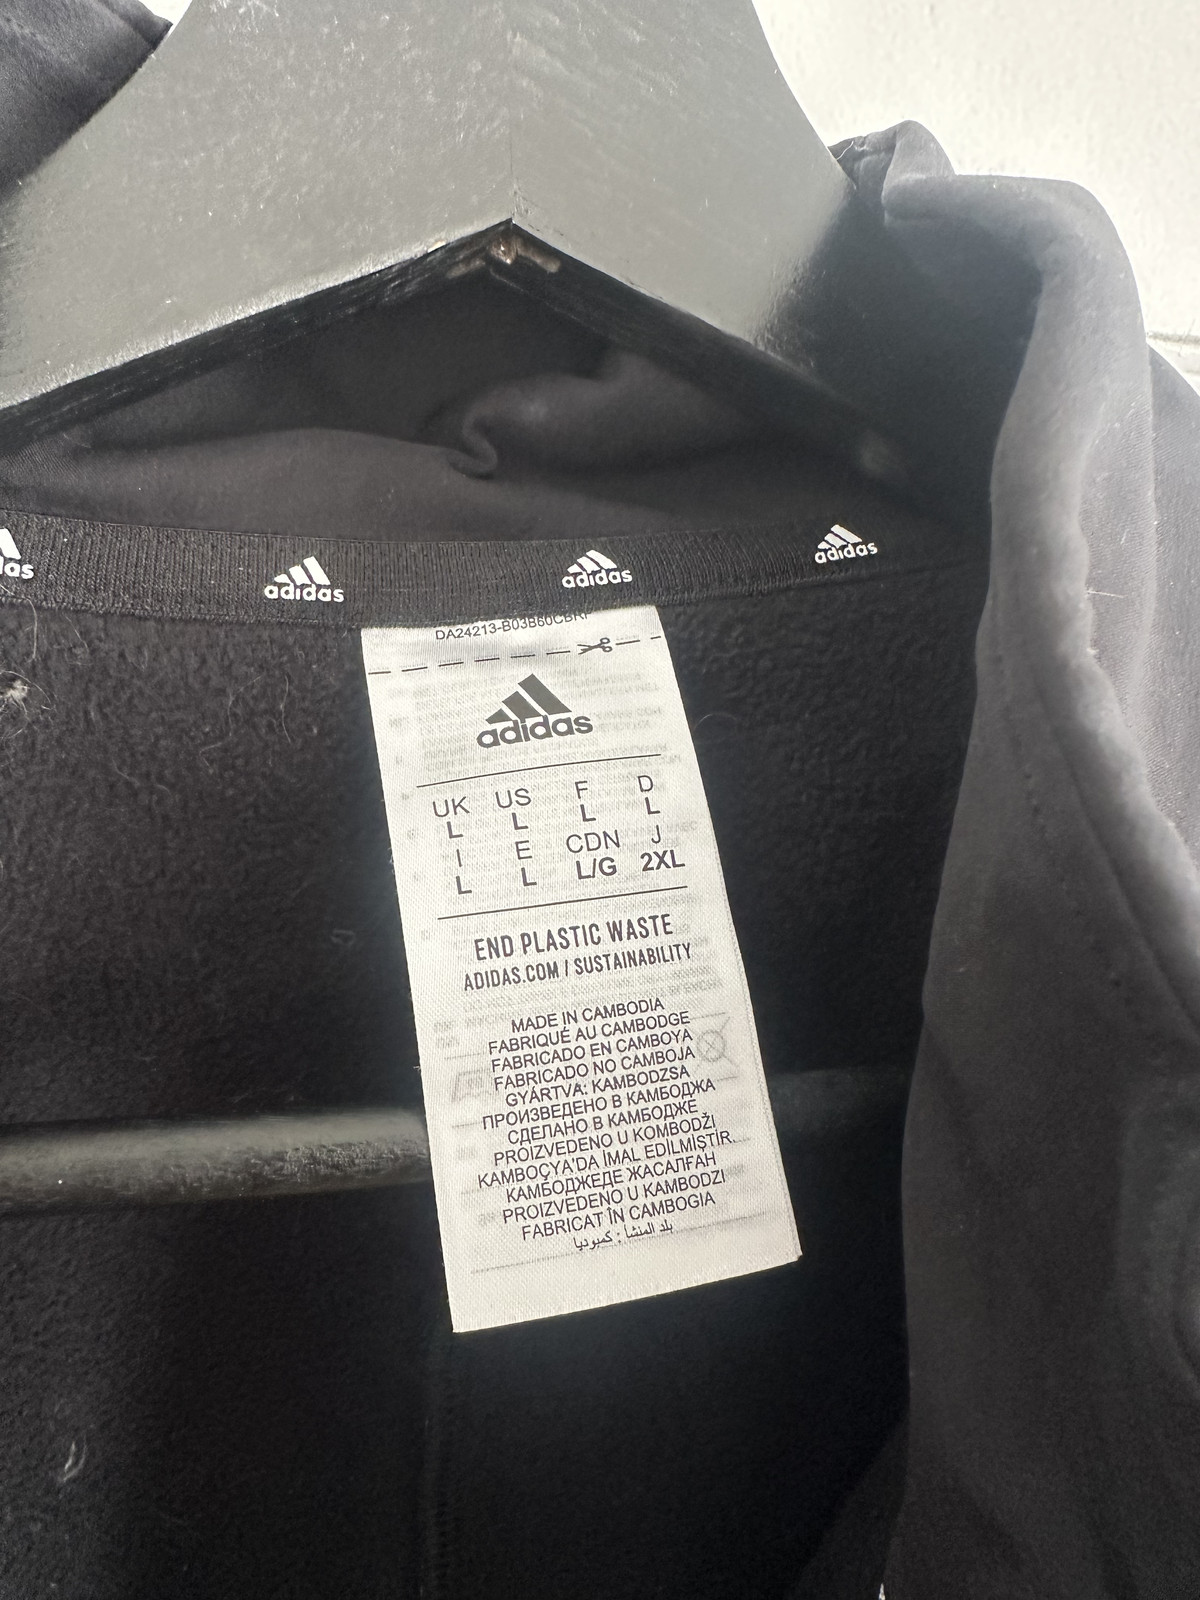 las
adidas
adidas
adidas
DA24213-B03B60CBRF
adidas
UK US F D
L L L L
I E CDN J
L L L/G 2XL
END PLASTIC WASTE
ADIDAS.COM / SUSTAINABILITY
MADE IN CAMBODIA
FABRIQUÉ AU CAMBODGE
FABRICADO EN CAMBOYA
FABRICADO NO CAMBOJA
GYÁRTVA: KAMBODZSA
ПРОИЗВЕДЕНО В КАМБОДЖА
СДЕЛАНО В КАМБОДЖЕ
PROIZVEDENO U KOMBODŽI
KAMBOÇYA'DA İMAL EDİLMİŞTİR.
КАМБОДЖЕДЕ ЖАСАЛҒАН
PROIZVEDENO U KAMBODZI
FABRICAT ÎN CAMBOGIA
بلد المنشأ : كمبوديا